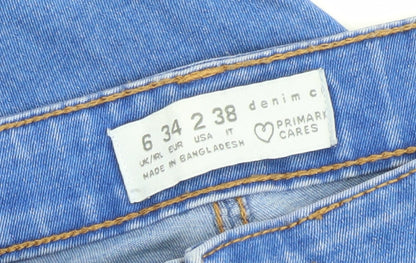 6 34 2 38 denim c
UK/IRL EUR USA IT
MADE IN BANGLADESH
PRIMARK
CARES